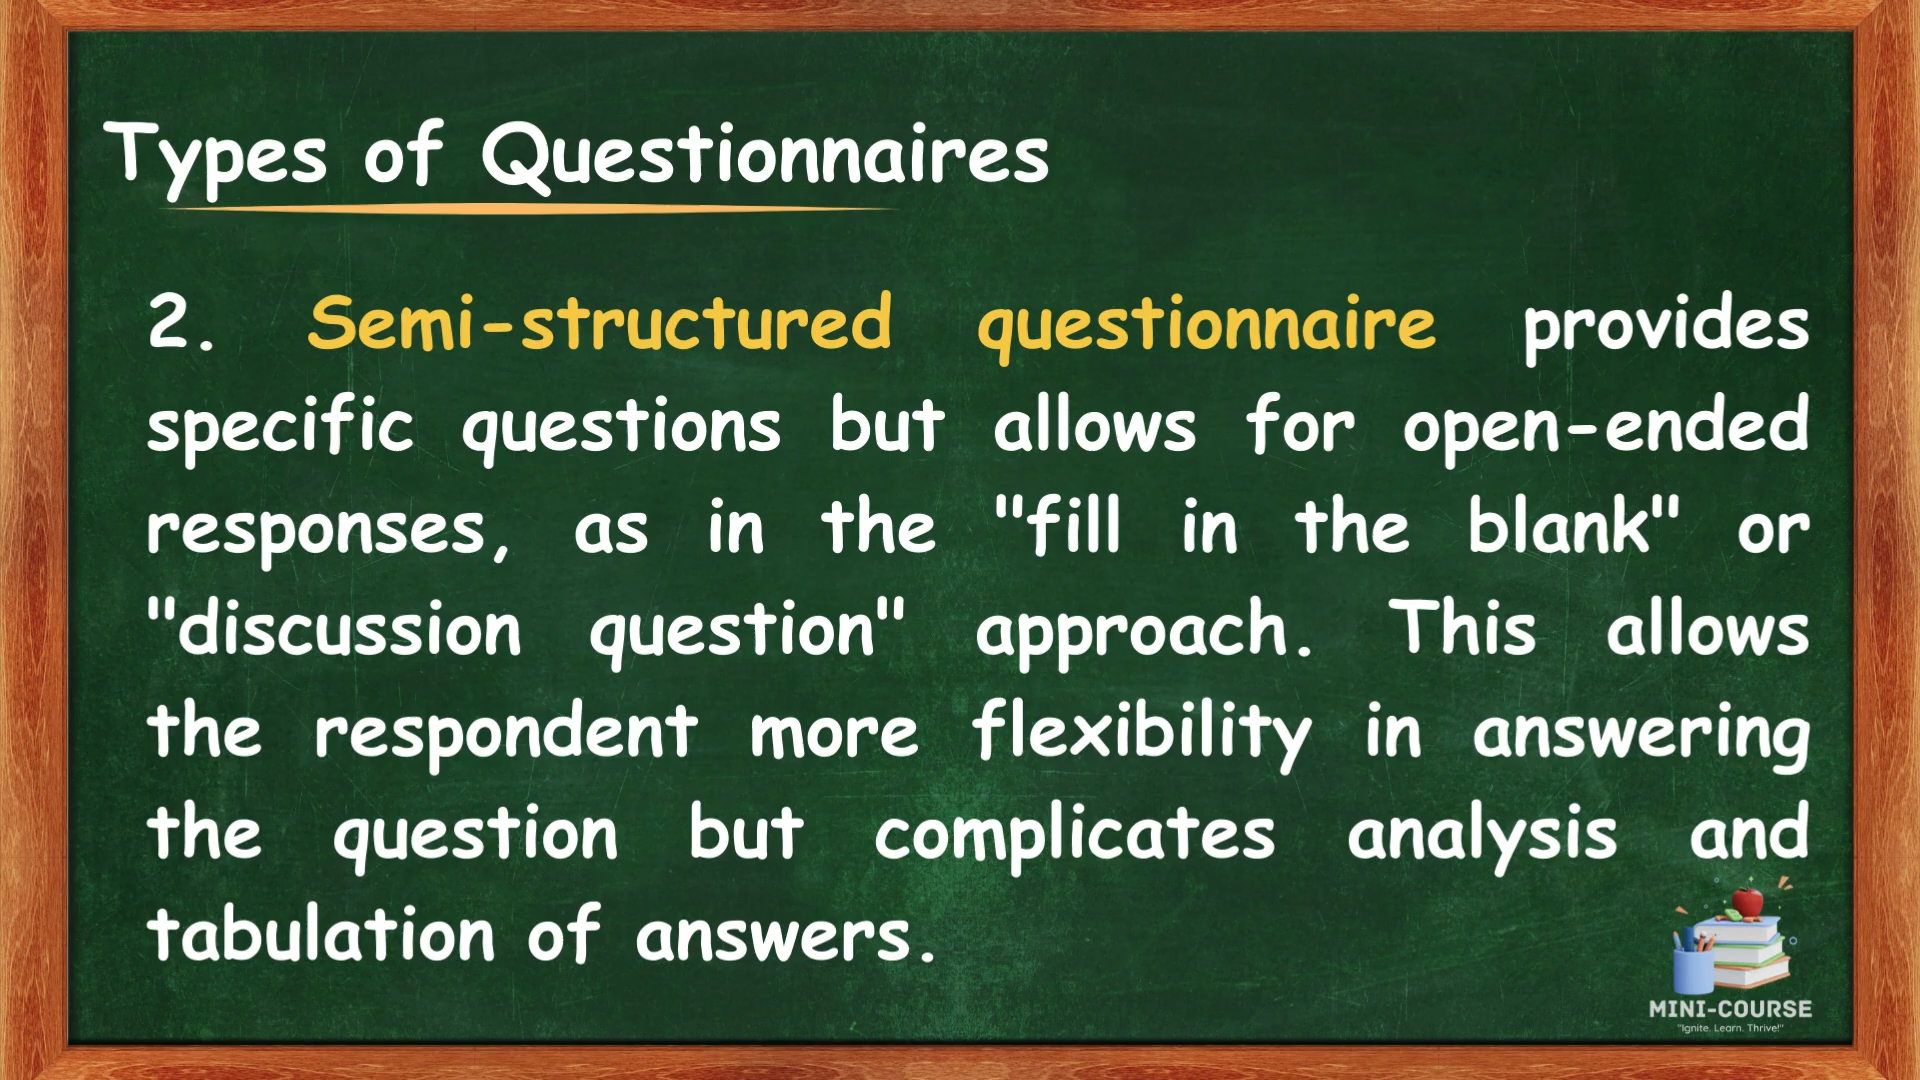 Types of Questionnaires
2. Semi-structured questionnaire provides
specific questions but allows for open-ended
responses, as in the "fill in the blank" or
"discussion question" approach. This allows
the respondent more flexibility in answering
the question but complicates analysis and
tabulation of answers.
MINI-COURSE
"Ignite. Learn. Thrive!"